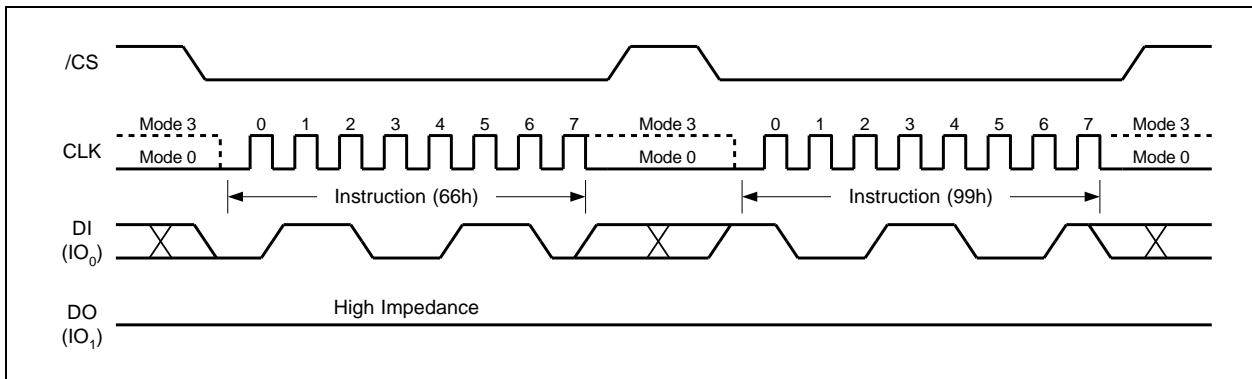 /CS
Mode 3 0 1 2 3 4 5 6 7 Mode 3 0 1 2 3 4 5 6 7 Mode 3
CLK
Mode 0 Mode 0 Mode 0
Instruction (66h) Instruction (99h)
DI
(IO0)
High Impedance
DO
(IO1)